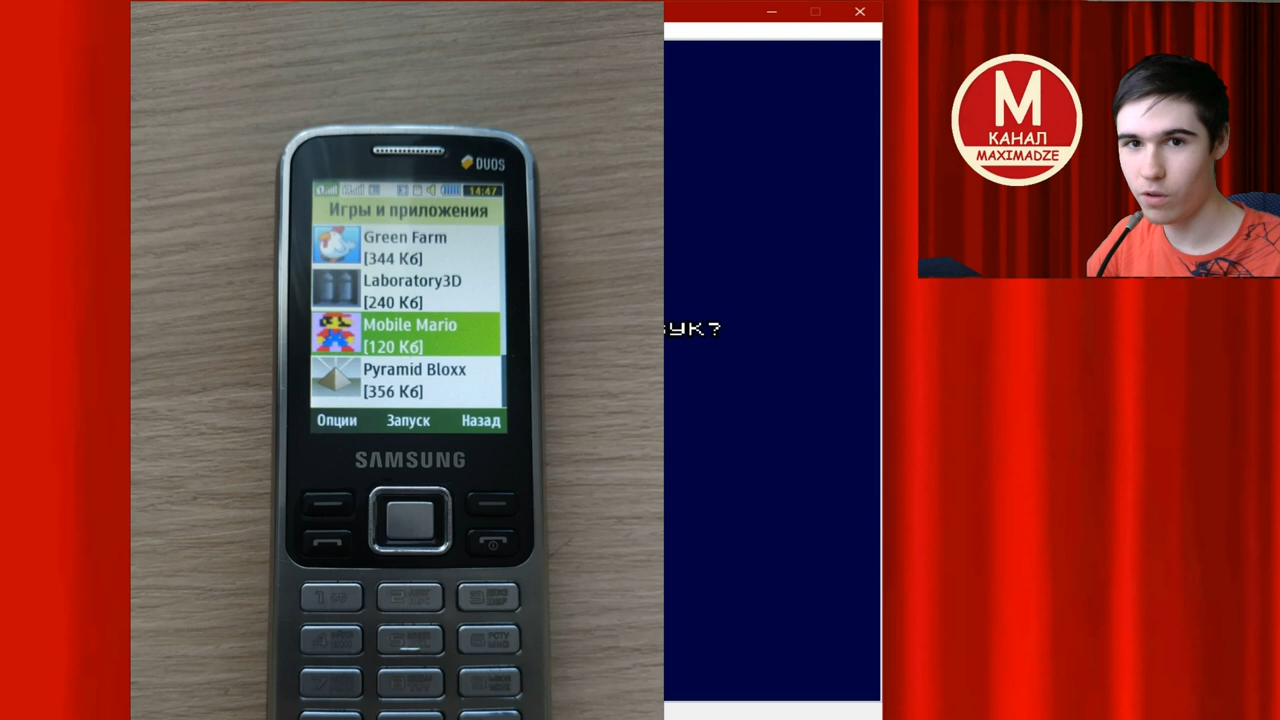 DUOS
14:47
Игры и приложения
Green Farm
[344 Кб]
Laboratory3D
[240 Кб]
Mobile Mario
[120 Кб]
Pyramid Bloxx
[356 Кб]
Опции Запуск Назад
SAMSUNG
УК?
М
КАНАЛ
MAXIMADZE